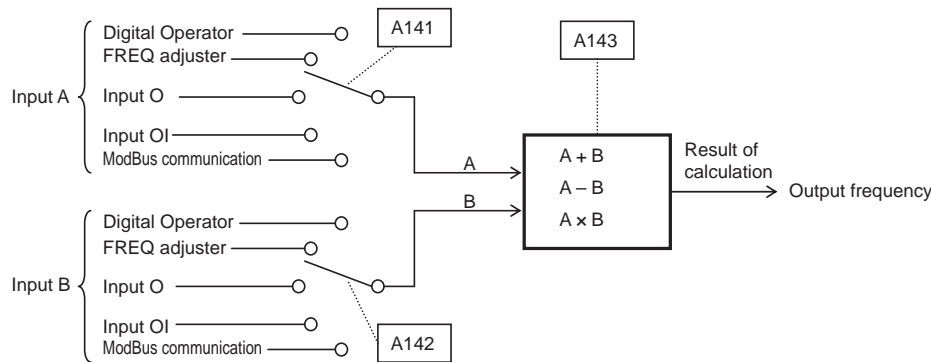 Digital Operator
FREQ adjuster
Input A
Input O
Input OI
ModBus communication
A141
A143
A
B
A + B
A – B
A × B
Result of
calculation
Output frequency
Digital Operator
FREQ adjuster
Input B
Input O
Input OI
ModBus communication
A142